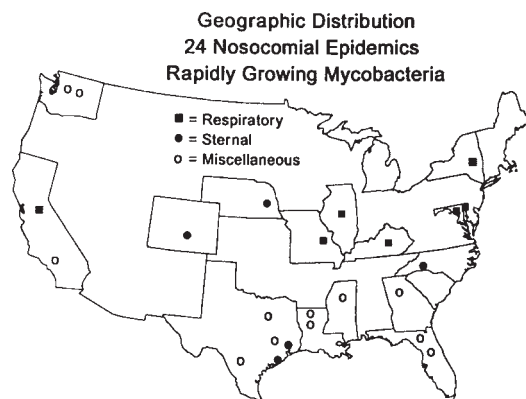 Geographic Distribution
24 Nosocomial Epidemics
Rapidly Growing Mycobacteria
■ = Respiratory
● = Sternal
○ = Miscellaneous